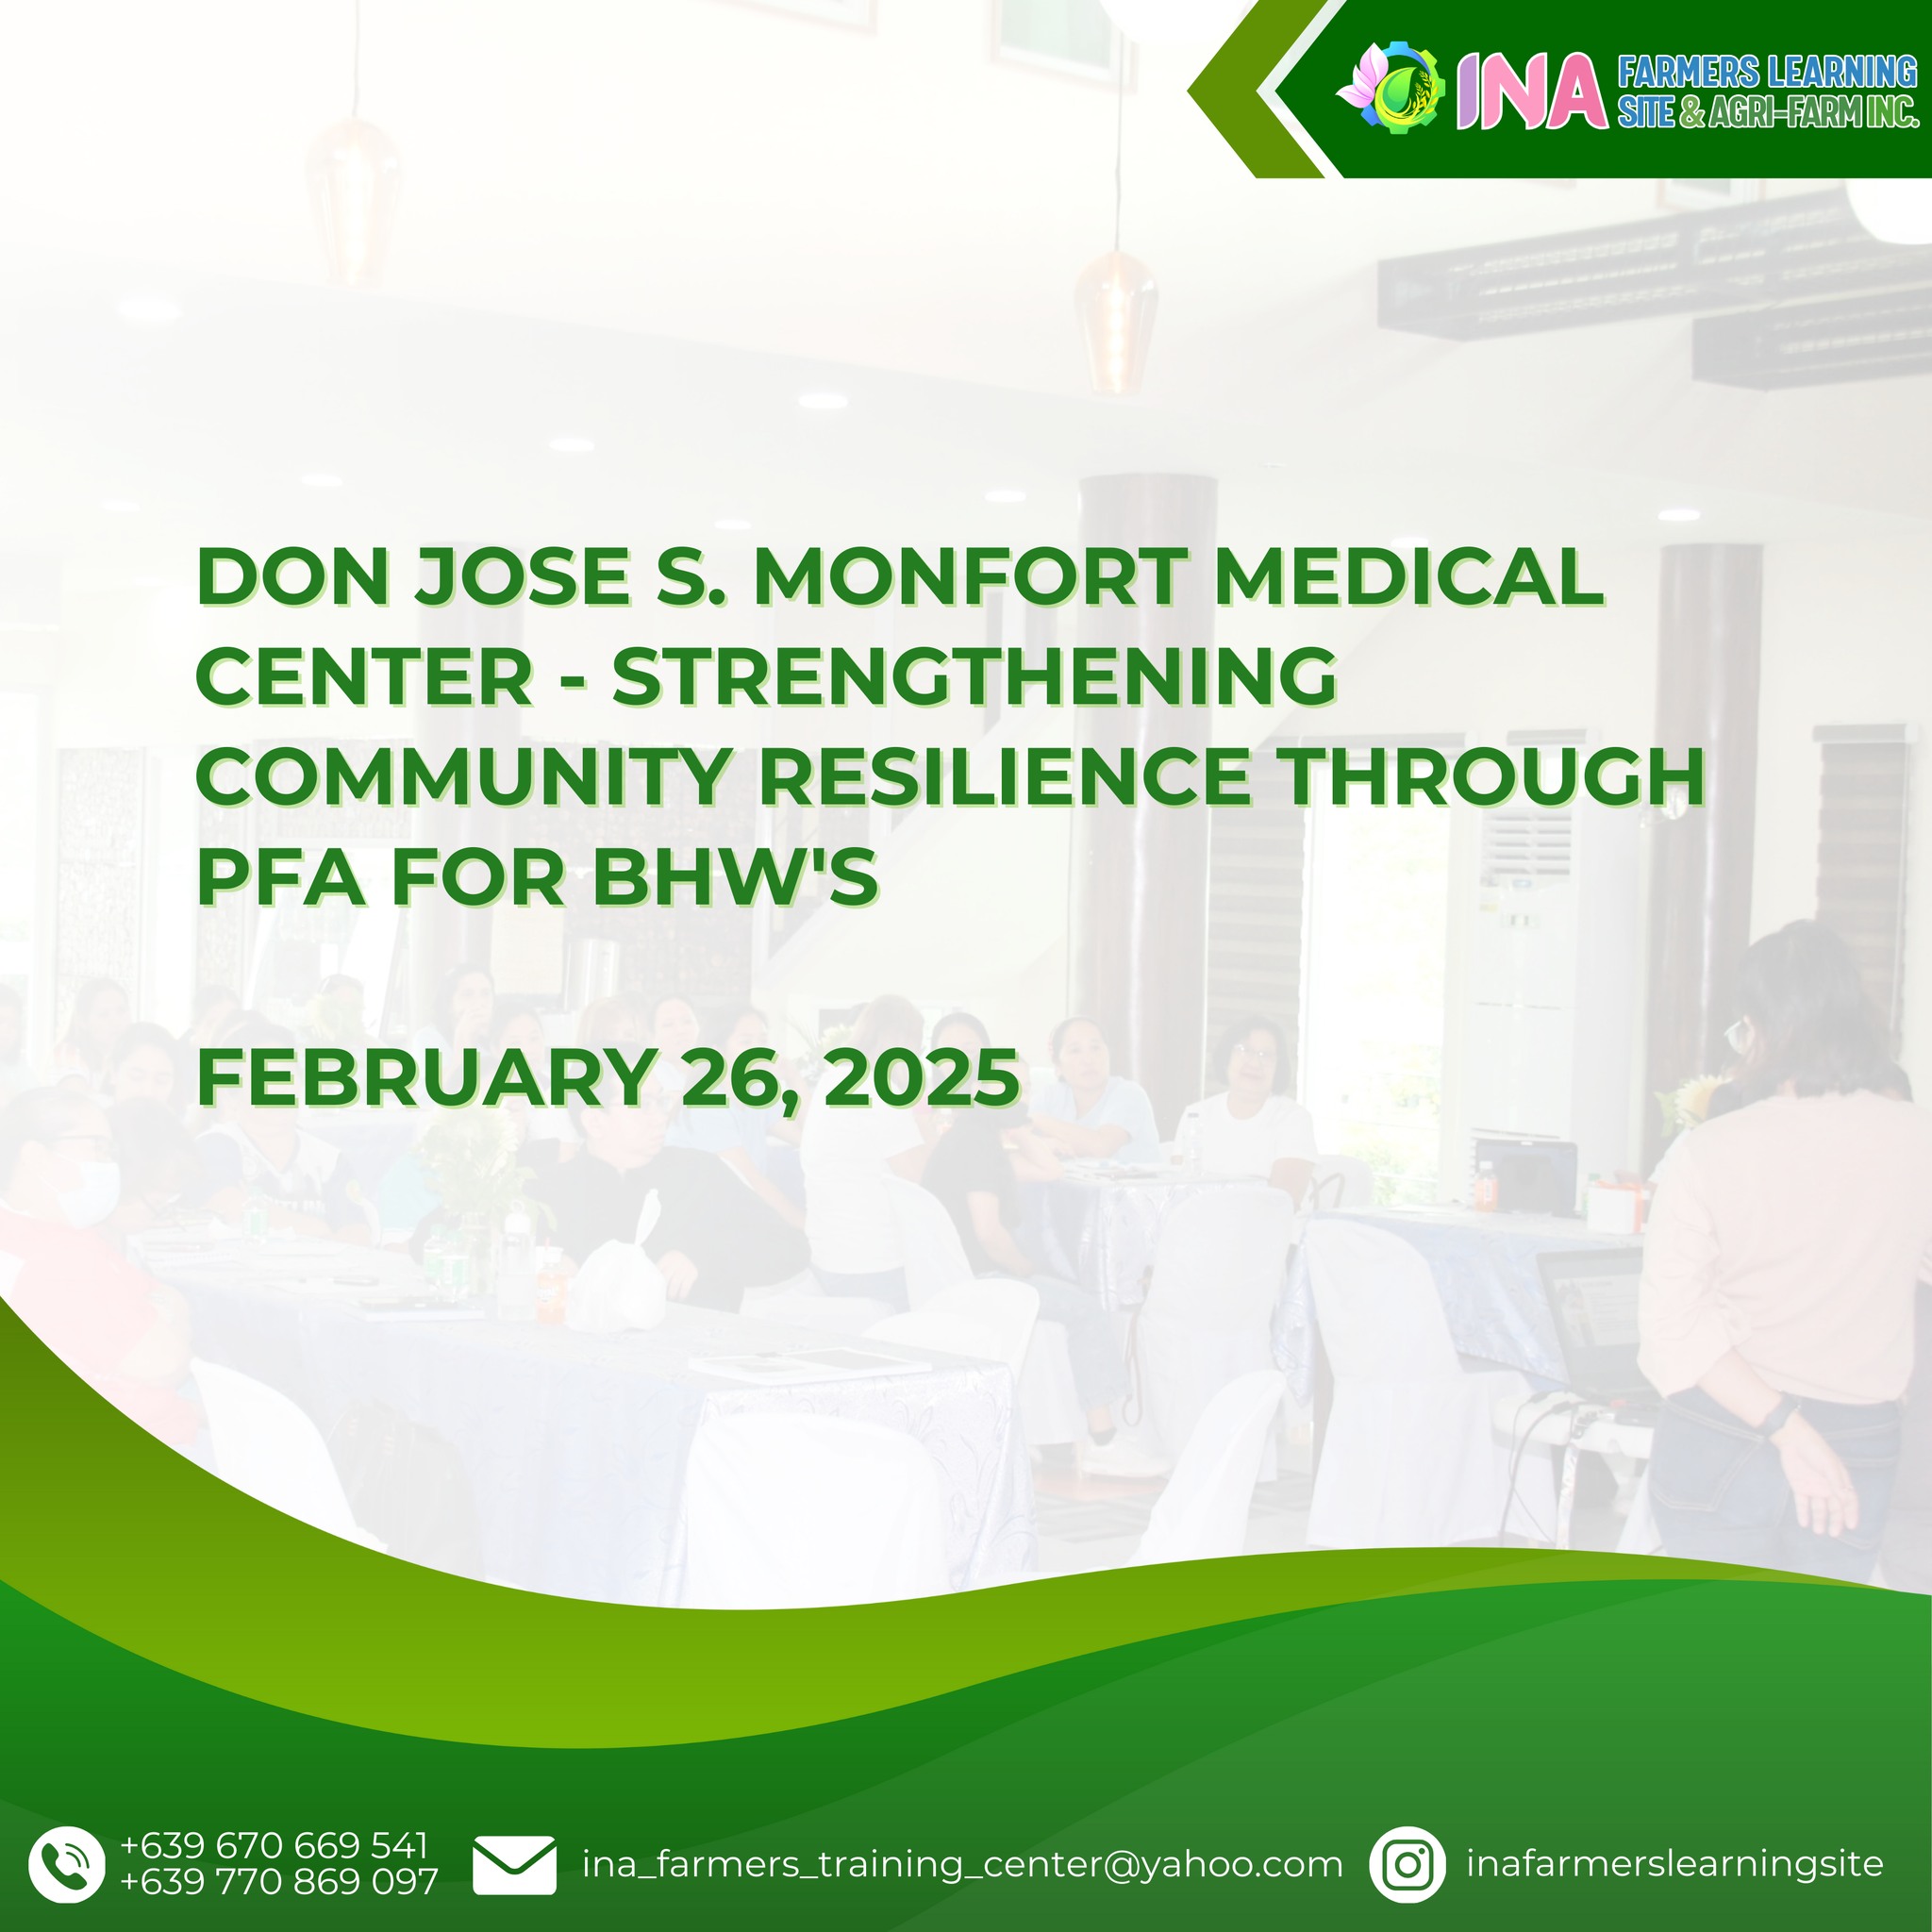 INA FARMERS LEARNING
SITE & AGRI-FARM INC.
DON JOSE S. MONFORT MEDICAL
CENTER - STRENGTHENING
COMMUNITY RESILIENCE THROUGH
PFA FOR BHW'S
FEBRUARY 26, 2025
+639 670 669 541
+639 770 869 097
ina_farmers_training_center@yahoo.com
inafarmerslearningsite